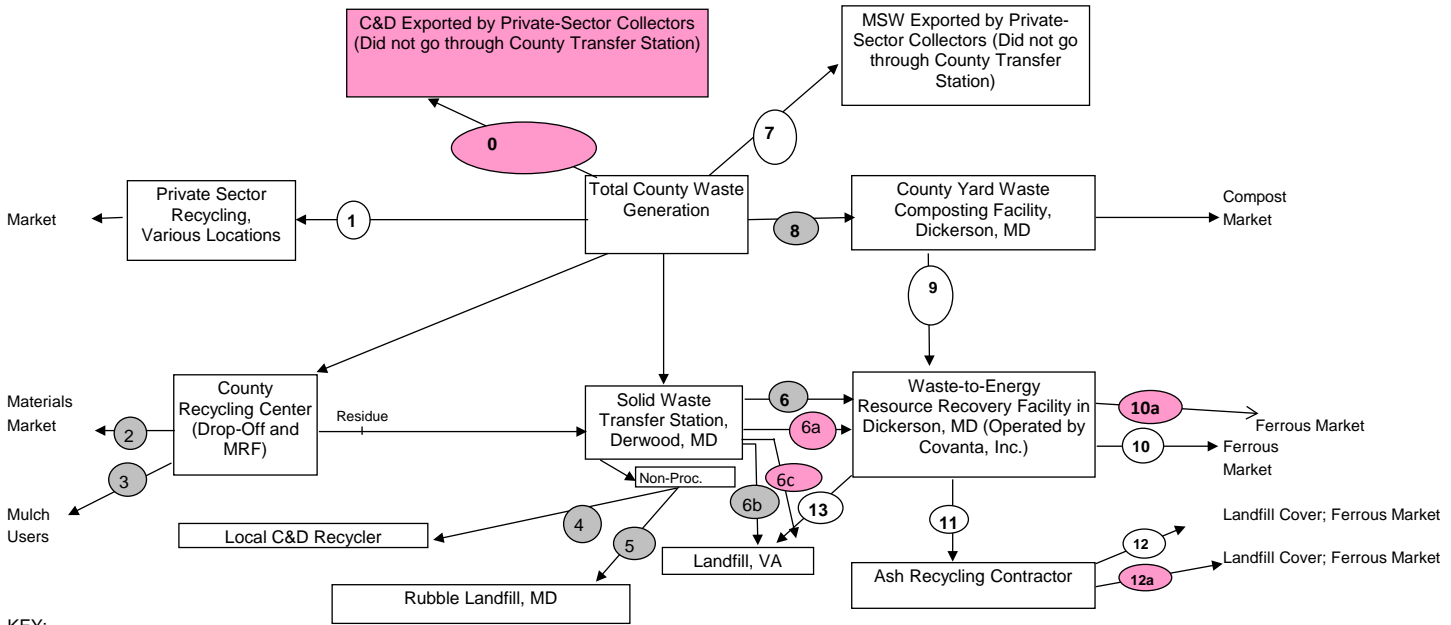 C&D Exported by Private-Sector Collectors
(Did not go through County Transfer Station)
MSW Exported by Private-
Sector Collectors (Did not go
through County Transfer
Station)
0
7
Private Sector
Recycling,
Various Locations
Market
1
Total County Waste
Generation
8
County Yard Waste
Composting Facility,
Dickerson, MD
Compost
Market
9
Materials
Market
2
3
Mulch
Users
County
Recycling Center
(Drop-Off and
MRF)
Residue
Solid Waste
Transfer Station,
Derwood, MD
6
6a
6b
6c
13
Waste-to-Energy
Resource Recovery Facility in
Dickerson, MD (Operated by
Covanta, Inc.)
10a
Ferrous Market
10
Ferrous
Market
Non-Proc.
4
5
Local C&D Recycler
Rubble Landfill, MD
Landfill, VA
11
Ash Recycling Contractor
12
Landfill Cover; Ferrous Market
12a
Landfill Cover; Ferrous Market